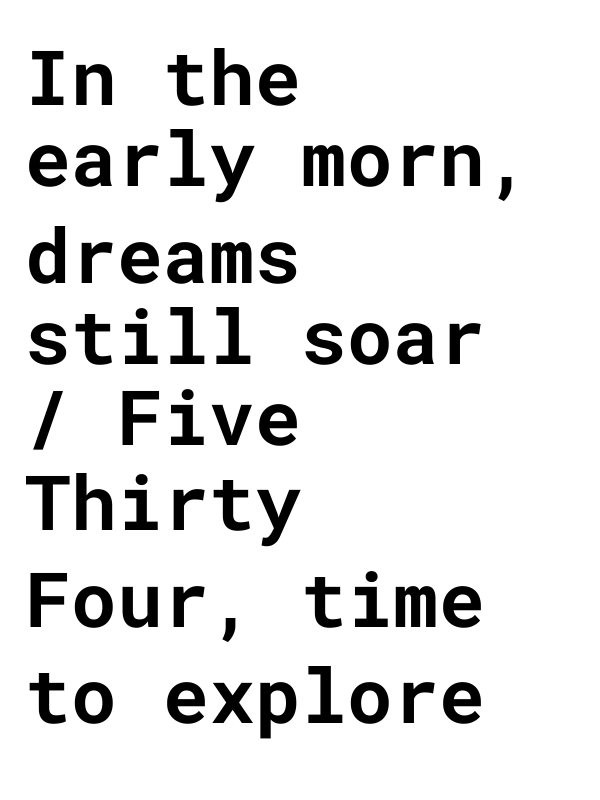 In the
early morn,
dreams
still soar
/ Five
Thirty
Four, time
to explore